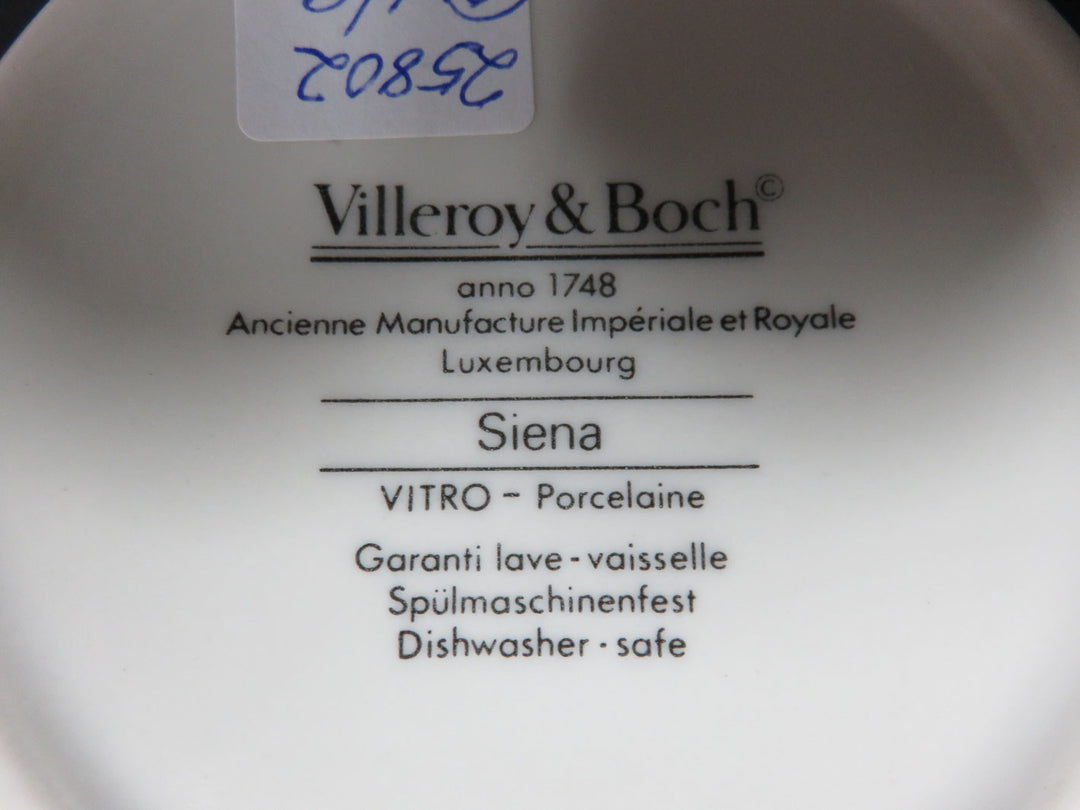 25802
Villeroy & Boch©
anno 1748
Ancienne Manufacture Impériale et Royale
Luxembourg
Siena
VITRO - Porcelaine
Garanti lave-vaisselle
Spülmaschinenfest
Dishwasher · safe